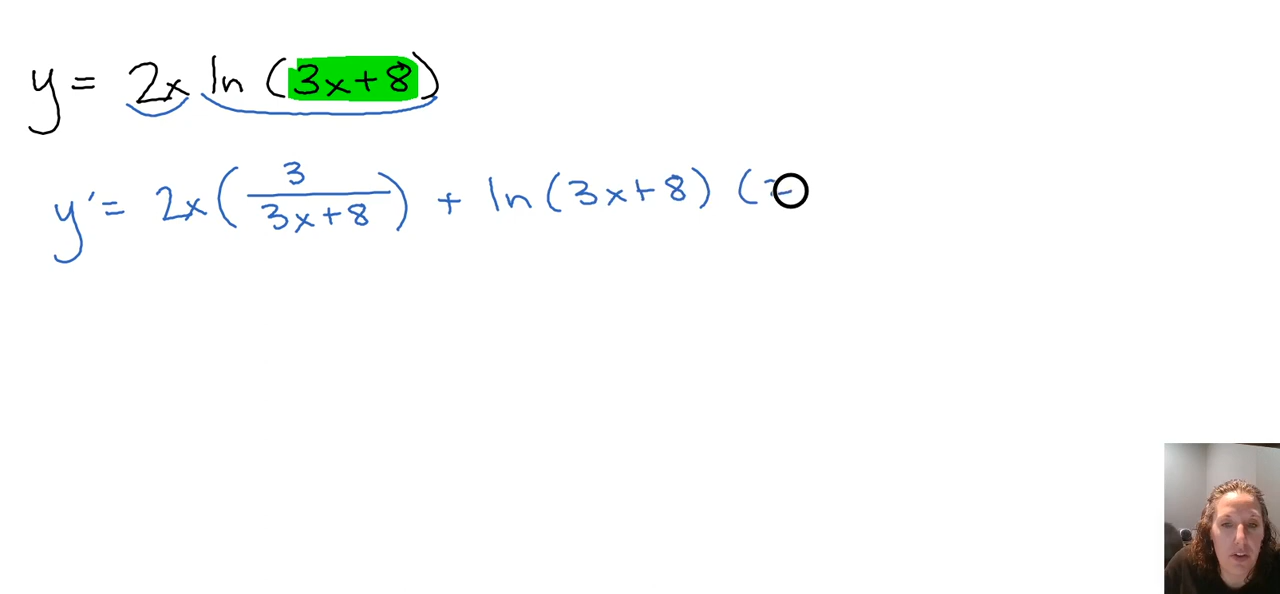 y = 2x ln (3x+8)
y' = 2x ( 3 / 3x+8 ) + ln (3x+8) (